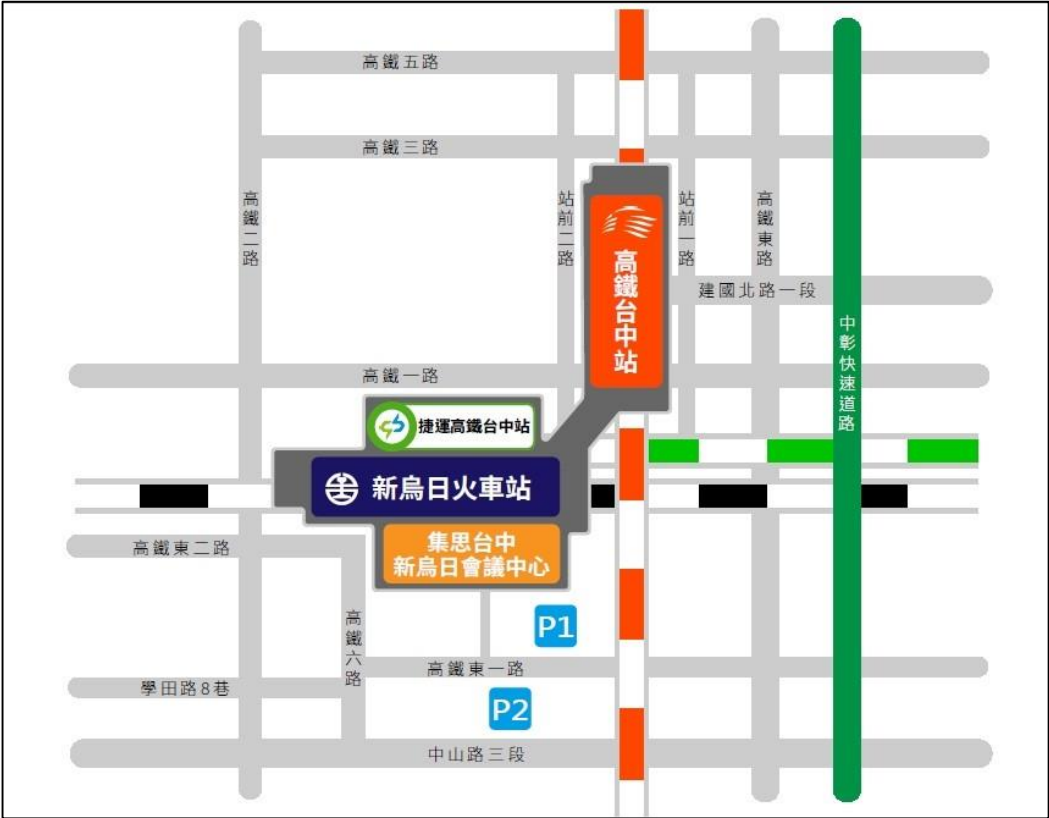 高鐵五路
高鐵三路
高鐵二路
站前二路
站前一路
高鐵東路
高鐵台中站
建國北路一段
中彰快速道路
高鐵一路
捷運高鐵台中站
新烏日火車站
集思台中
新烏日會議中心
高鐵東二路
高鐵六路
P1
高鐵東一路
學田路8巷
P2
中山路三段